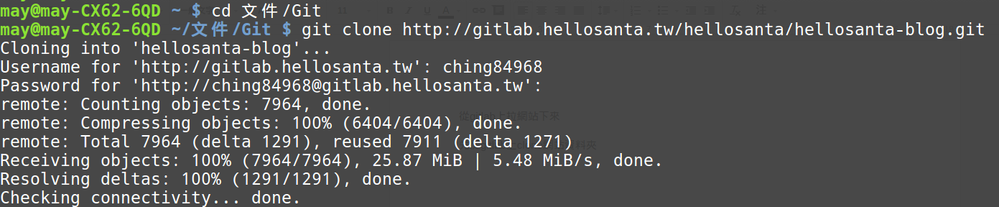 may@may-CX62-6QD ~ $ cd 文件/Git
may@may-CX62-6QD ~/文件/Git $ git clone http://gitlab.hellosanta.tw/hellosanta/hellosanta-blog.git
Cloning into 'hellosanta-blog'...
Username for 'http://gitlab.hellosanta.tw': ching84968
Password for 'http://ching84968@gitlab.hellosanta.tw':
remote: Counting objects: 7964, done.
remote: Compressing objects: 100% (6404/6404), done.
remote: Total 7964 (delta 1291), reused 7911 (delta 1271)
Receiving objects: 100% (7964/7964), 25.87 MiB | 5.48 MiB/s, done.
Resolving deltas: 100% (1291/1291), done.
Checking connectivity... done.